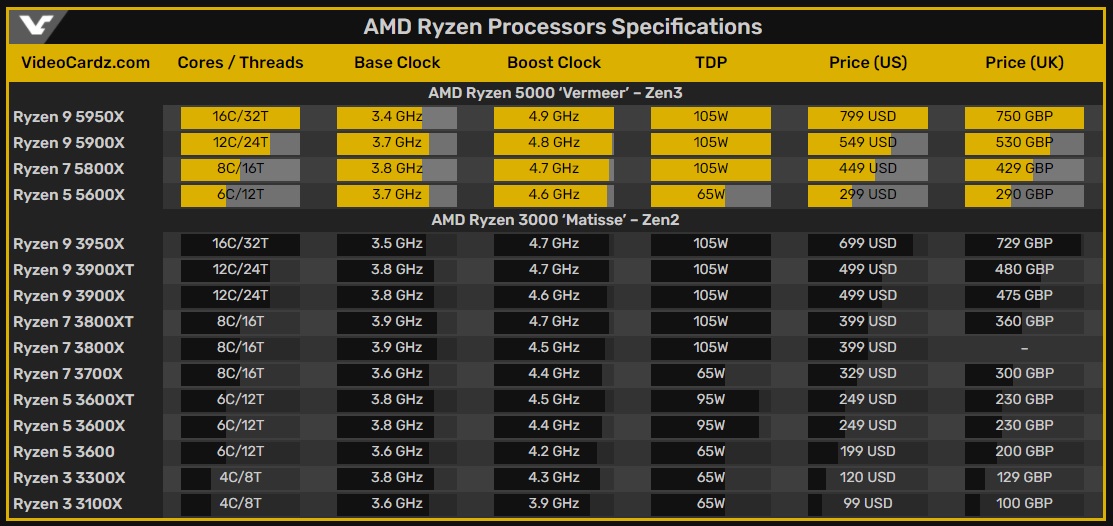 AMD Ryzen Processors Specifications
VideoCardz.com Cores / Threads Base Clock Boost Clock TDP Price (US) Price (UK)
AMD Ryzen 5000 ‘Vermeer’ – Zen3
Ryzen 9 5950X 16C/32T 3.4 GHz 4.9 GHz 105W 799 USD 750 GBP
Ryzen 9 5900X 12C/24T 3.7 GHz 4.8 GHz 105W 549 USD 530 GBP
Ryzen 7 5800X 8C/16T 3.8 GHz 4.7 GHz 105W 449 USD 429 GBP
Ryzen 5 5600X 6C/12T 3.7 GHz 4.6 GHz 65W 299 USD 290 GBP
AMD Ryzen 3000 ‘Matisse’ – Zen2
Ryzen 9 3950X 16C/32T 3.5 GHz 4.7 GHz 105W 699 USD 729 GBP
Ryzen 9 3900XT 12C/24T 3.8 GHz 4.7 GHz 105W 499 USD 480 GBP
Ryzen 9 3900X 12C/24T 3.8 GHz 4.6 GHz 105W 499 USD 475 GBP
Ryzen 7 3800XT 8C/16T 3.9 GHz 4.7 GHz 105W 399 USD 360 GBP
Ryzen 7 3800X 8C/16T 3.9 GHz 4.5 GHz 105W 399 USD –
Ryzen 7 3700X 8C/16T 3.6 GHz 4.4 GHz 65W 329 USD 300 GBP
Ryzen 5 3600XT 6C/12T 3.8 GHz 4.5 GHz 95W 249 USD 230 GBP
Ryzen 5 3600X 6C/12T 3.8 GHz 4.4 GHz 95W 249 USD 230 GBP
Ryzen 5 3600 6C/12T 3.6 GHz 4.2 GHz 65W 199 USD 200 GBP
Ryzen 3 3300X 4C/8T 3.8 GHz 4.3 GHz 65W 120 USD 129 GBP
Ryzen 3 3100X 4C/8T 3.6 GHz 3.9 GHz 65W 99 USD 100 GBP